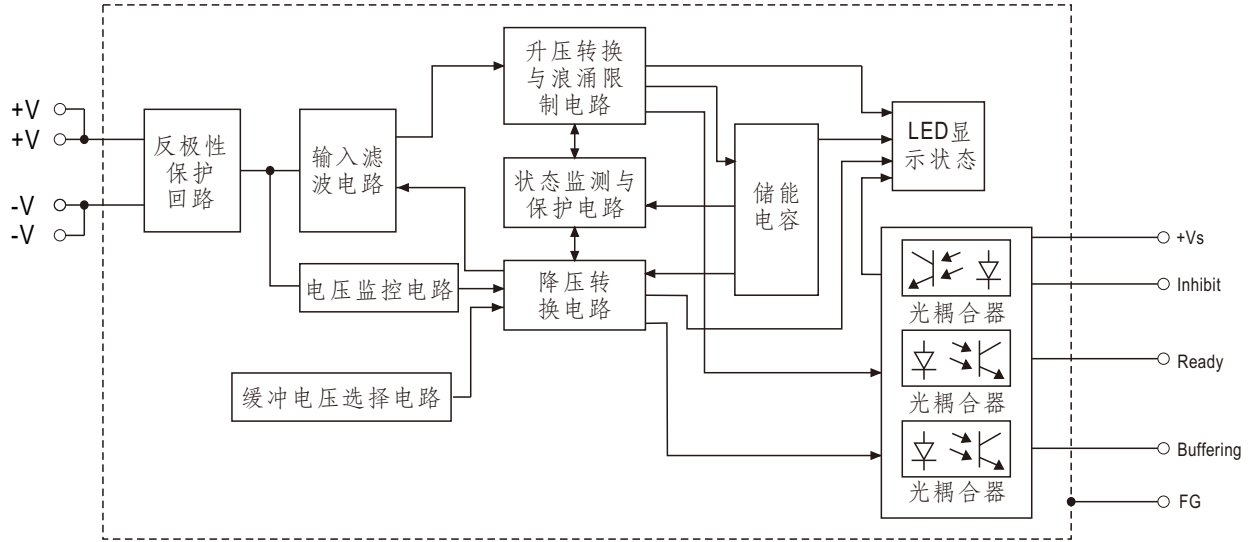 +V
+V
-V
-V
反极性
保护
回路
输入滤
波电路
升压转换
与浪涌限
制电路
状态监测与
保护电路
降压转
换电路
电压监控电路
缓冲电压选择电路
储能
电容
LED显
示状态
光耦合器
光耦合器
光耦合器
+Vs
Inhibit
Ready
Buffering
FG